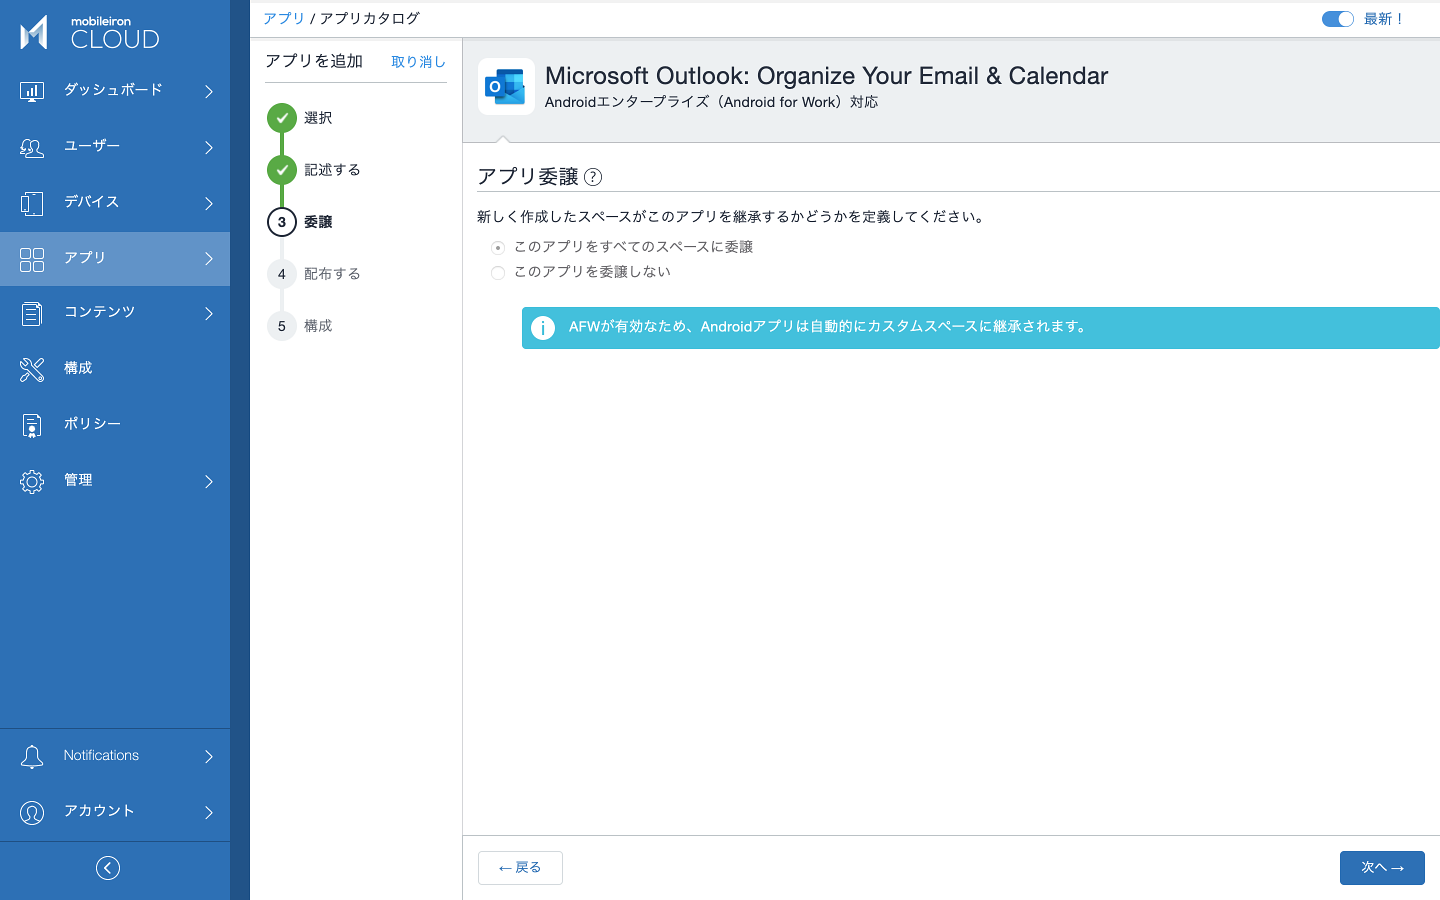 mobileiron
CLOUD
ダッシュボード
ユーザー
デバイス
アプリ
コンテンツ
構成
ポリシー
管理
Notifications
アカウント
アプリ / アプリカタログ
最新！
アプリを追加 取り消し
選択
記述する
3 委譲
4 配布する
5 構成
Microsoft Outlook: Organize Your Email & Calendar
Androidエンタープライズ（Android for Work）対応
アプリ委譲 ?
新しく作成したスペースがこのアプリを継承するかどうかを定義してください。
このアプリをすべてのスペースに委譲
このアプリを委譲しない
AFWが有効なため、Androidアプリは自動的にカスタムスペースに継承されます。
←戻る
次へ→